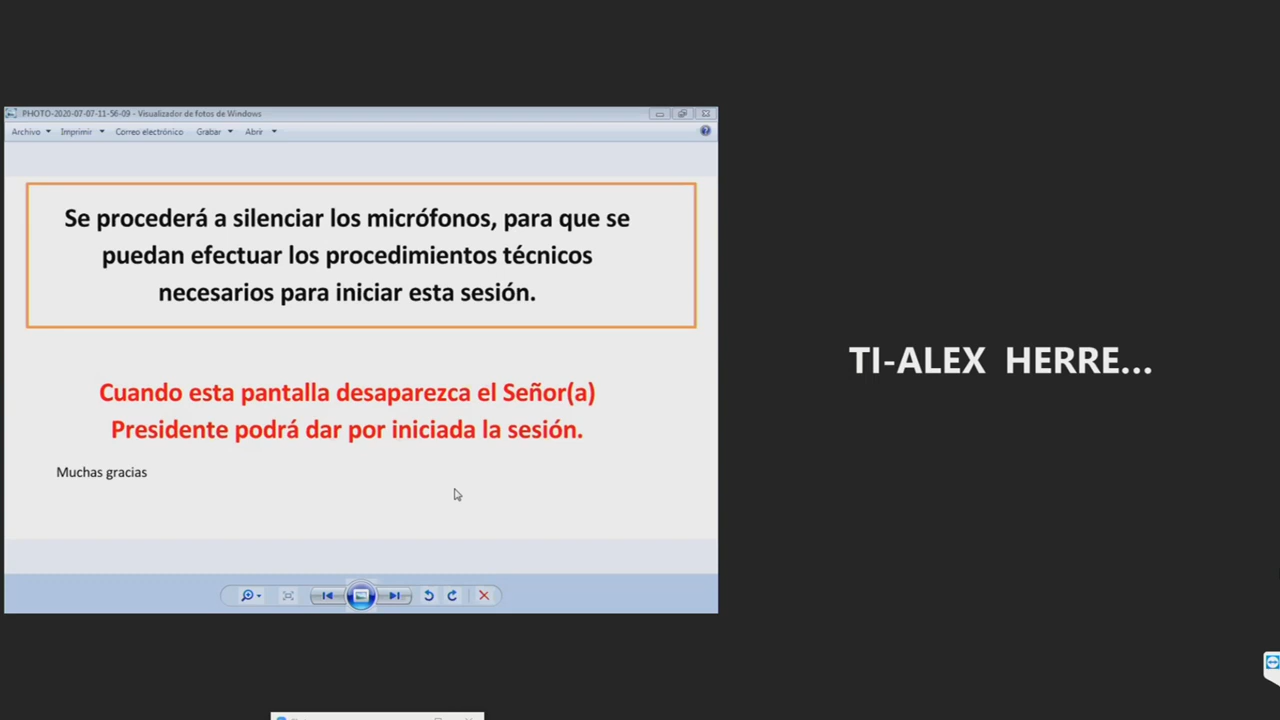 PHOTO-2020-07-07-11-56-09 - Visualizador de fotos de Windows
Archivo Imprimir Correo electrónico Grabar Abrir
Se procederá a silenciar los micrófonos, para que se
puedan efectuar los procedimientos técnicos
necesarios para iniciar esta sesión.
Cuando esta pantalla desaparezca el Señor(a)
Presidente podrá dar por iniciada la sesión.
Muchas gracias
TI-ALEX HERRE...